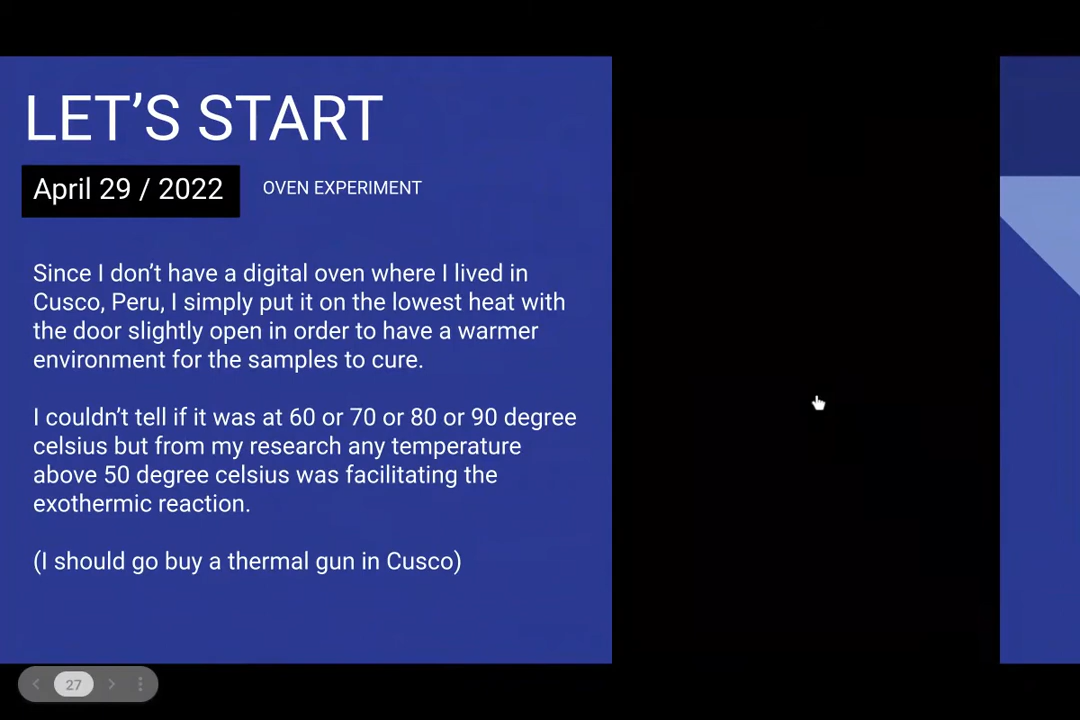 LET’S START
April 29 / 2022
OVEN EXPERIMENT
Since I don’t have a digital oven where I lived in
Cusco, Peru, I simply put it on the lowest heat with
the door slightly open in order to have a warmer
environment for the samples to cure.
I couldn’t tell if it was at 60 or 70 or 80 or 90 degree
celsius but from my research any temperature
above 50 degree celsius was facilitating the
exothermic reaction.
(I should go buy a thermal gun in Cusco)
27